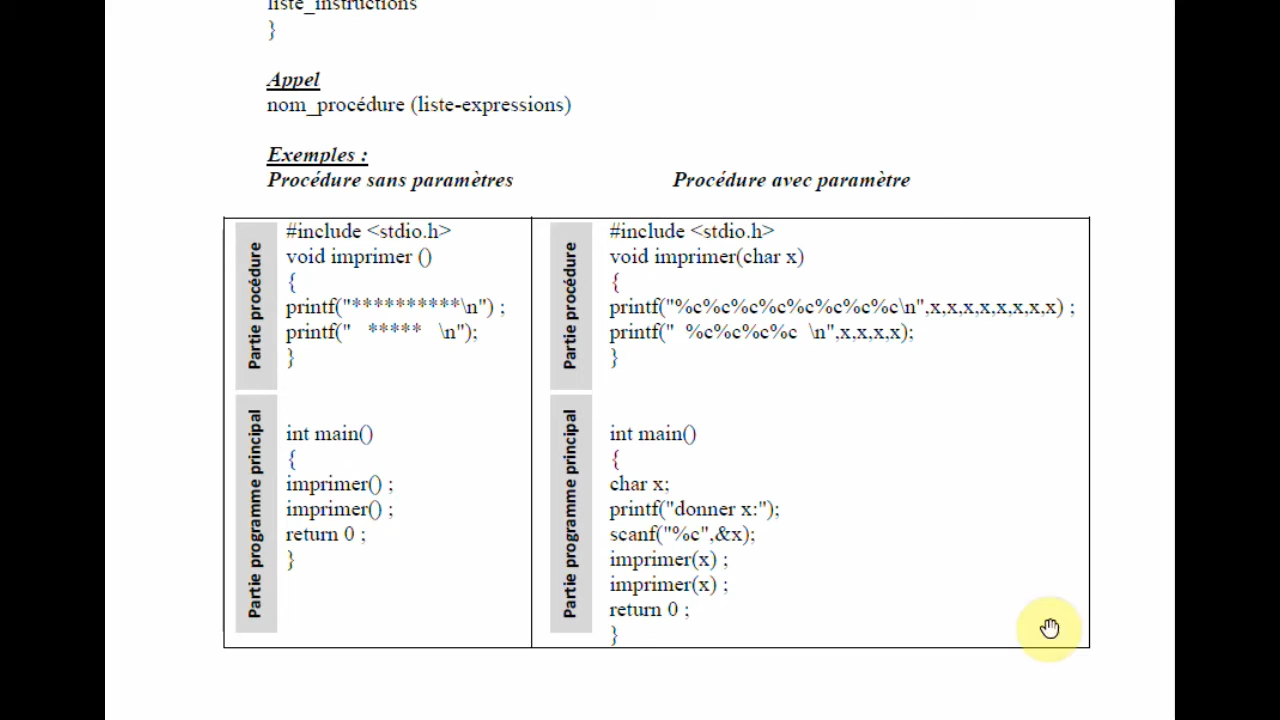 liste_instructions
}
Appel
nom_procédure (liste-expressions)
Exemples :
Procédure sans paramètres
Procédure avec paramètre
Partie procédure
#include <stdio.h>
void imprimer ()
{
printf("**********\n") ;
printf("   *****   \n");
}
Partie programme principal
int main()
{
imprimer() ;
imprimer() ;
return 0 ;
}
Partie procédure
#include <stdio.h>
void imprimer(char x)
{
printf("%c%c%c%c%c%c%c%c\n",x,x,x,x,x,x,x,x) ;
printf("  %c%c%c%c  \n",x,x,x,x);
}
Partie programme principal
int main()
{
char x;
printf("donner x:");
scanf("%c",&x);
imprimer(x) ;
imprimer(x) ;
return 0 ;
}